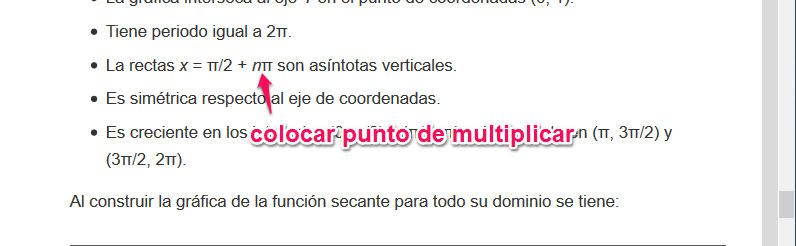 La gráfica interseca al eje Y en el punto de coordenadas (0, 1).
Tiene periodo igual a 2π.
La rectas x = π/2 + nπ son asíntotas verticales.
Es simétrica respecto al eje de coordenadas.
Es creciente en los (π, 3π/2) y
colocar punto de multiplicar
(3π/2, 2π).
Al construir la gráfica de la función secante para todo su dominio se tiene: